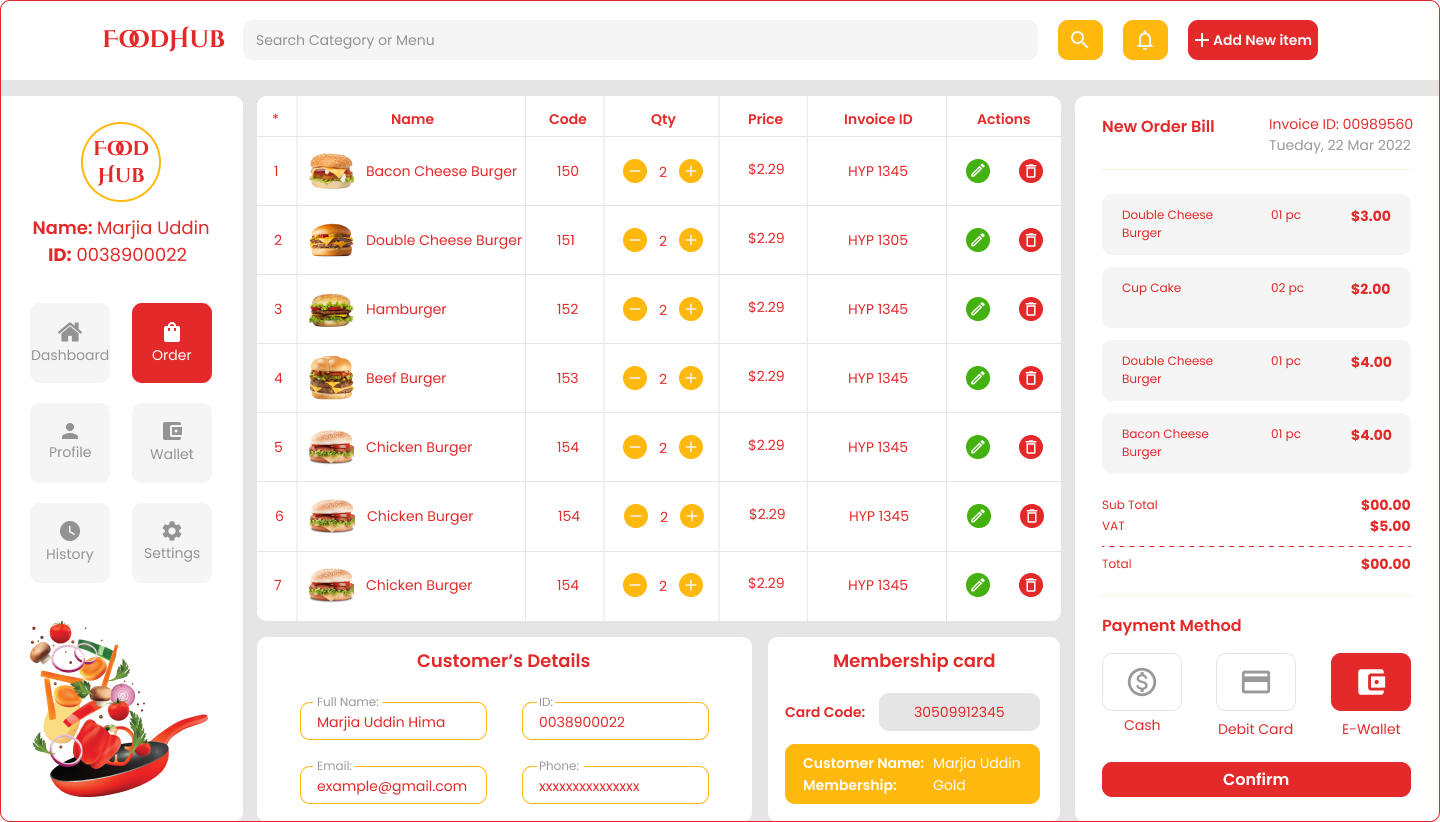 FOODHUB
Search Category or Menu
Add New item
FOOD
HUB
Name: Marjia Uddin
ID: 0038900022
Dashboard
Order
Profile
Wallet
History
Settings
* Name Code Qty Price Invoice ID Actions
1 Bacon Cheese Burger 150 2 $2.29 HYP 1345
2 Double Cheese Burger 151 2 $2.29 HYP 1305
3 Hamburger 152 2 $2.29 HYP 1345
4 Beef Burger 153 2 $2.29 HYP 1345
5 Chicken Burger 154 2 $2.29 HYP 1345
6 Chicken Burger 154 2 $2.29 HYP 1345
7 Chicken Burger 154 2 $2.29 HYP 1345
Customer’s Details
Full Name:
Marjia Uddin Hima
ID:
0038900022
Email:
example@gmail.com
Phone:
xxxxxxxxxxxxxxx
Membership card
Card Code: 30509912345
Customer Name: Marjia Uddin
Membership: Gold
New Order Bill
Invoice ID: 00989560
Tueday, 22 Mar 2022
Double Cheese 01 pc $3.00
Burger
Cup Cake 02 pc $2.00
Double Cheese 01 pc $4.00
Burger
Bacon Cheese 01 pc $4.00
Burger
Sub Total $00.00
VAT $5.00
Total $00.00
Payment Method
Cash
Debit Card
E-Wallet
Confirm